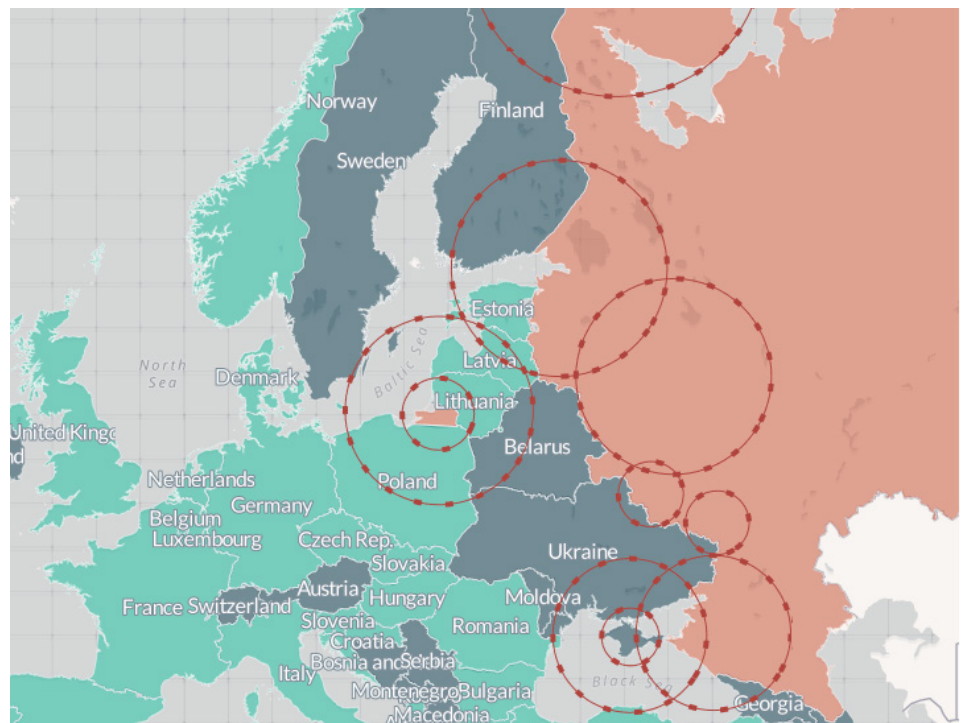 Norway
Finland
Sweden
Estonia
North
Sea
Baltic Sea
Latvia
Denmark
Lithuania
United Kingc
nd
Belarus
Netherlands
Poland
Germany
Belgium
Luxembourg
Czech Rep.
Ukraine
Slovakia
Austria
France
Switzerland
Hungary
Moldova
Slovenia
Romania
Croatia
Bosnia and
Serbia
Italy
Black Sea
Montenegro
Bulgaria
Georgia
Macedonia